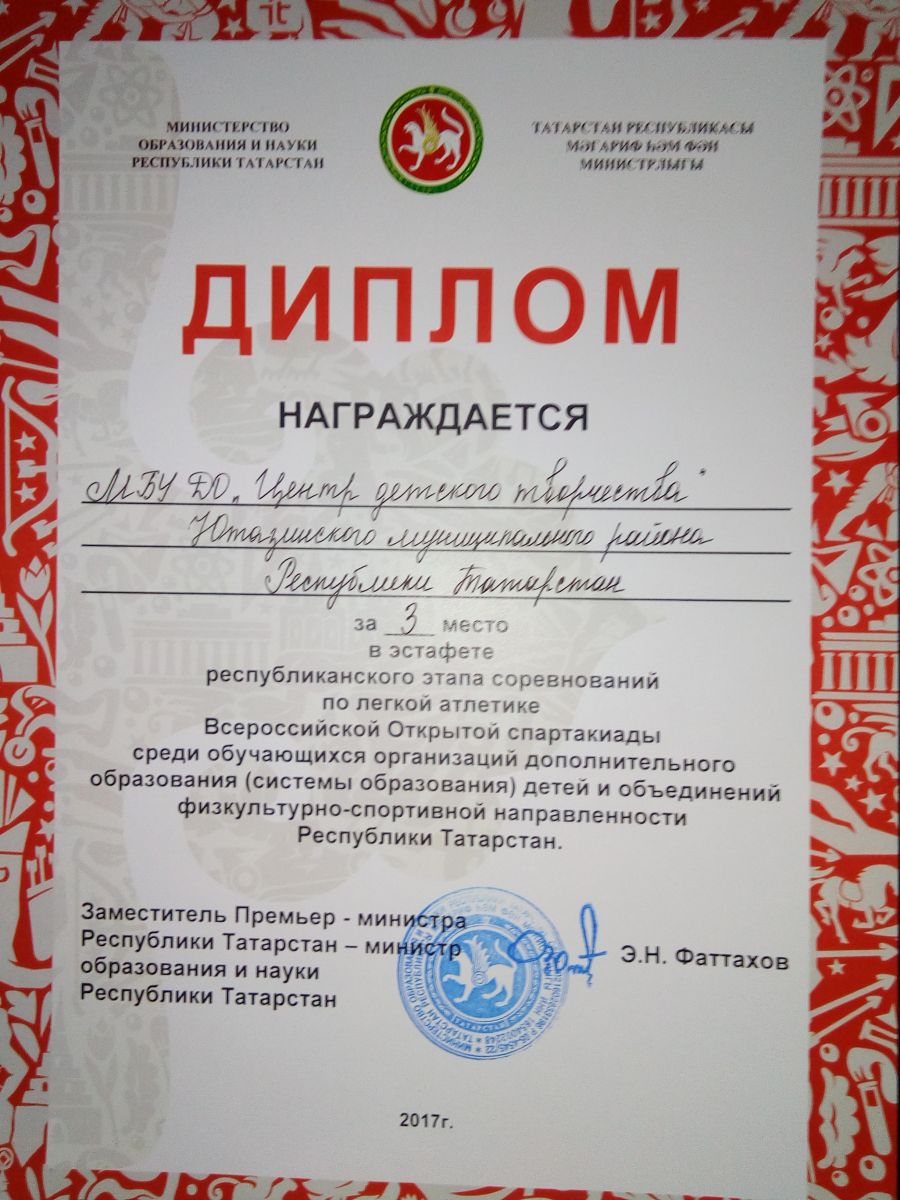 МИНИСТЕРСТВО
ОБРАЗОВАНИЯ И НАУКИ
РЕСПУБЛИКИ ТАТАРСТАН
ТАТАРСТАН РЕСПУБЛИКАСЫ
МӘГАРИФ ҺӘМ ФӘН
МИНИСТРЛЫГЫ
ДИПЛОМ
НАГРАЖДАЕТСЯ
МБУ ДО „Центр детского творчества"
Ютазинского муниципального района
Республики Татарстан
за 3 место
в эстафете
республиканского этапа соревнований
по легкой атлетике
Всероссийской Открытой спартакиады
среди обучающихся организаций дополнительного
образования (системы образования) детей и объединений
физкультурно-спортивной направленности
Республики Татарстан.
Заместитель Премьер - министра
Республики Татарстан – министр
образования и науки
Республики Татарстан
Э.Н. Фаттахов
ТАТАРСТАН
2017г.